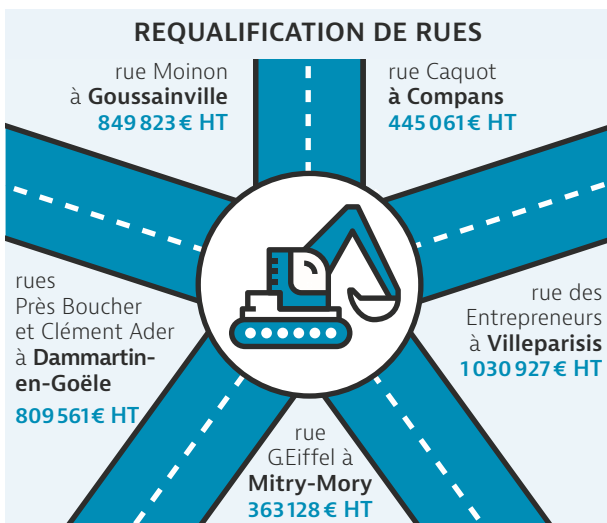 REQUALIFICATION DE RUES
rue Moinon
à Goussainville
849 823 € HT
rue Caquot
à Compans
445 061 € HT
rues
Près Boucher
et Clément Ader
à Dammartin-
en-Goële
809 561 € HT
rue des
Entrepreneurs
à Villeparisis
1 030 927 € HT
rue
G.Eiffel à
Mitry-Mory
363 128 € HT